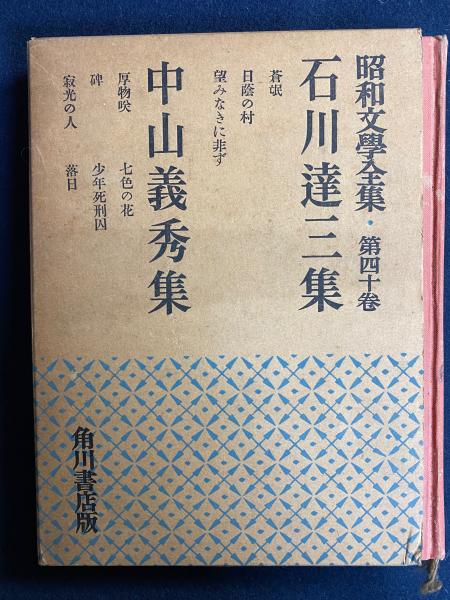 昭和文學全集・第四十卷
石川達三集
蒼氓
日蔭の村
望みなきに非ず
中山義秀集
厚物咲　七色の花
碑　少年死刑囚
寂光の人　落日
角川書店版